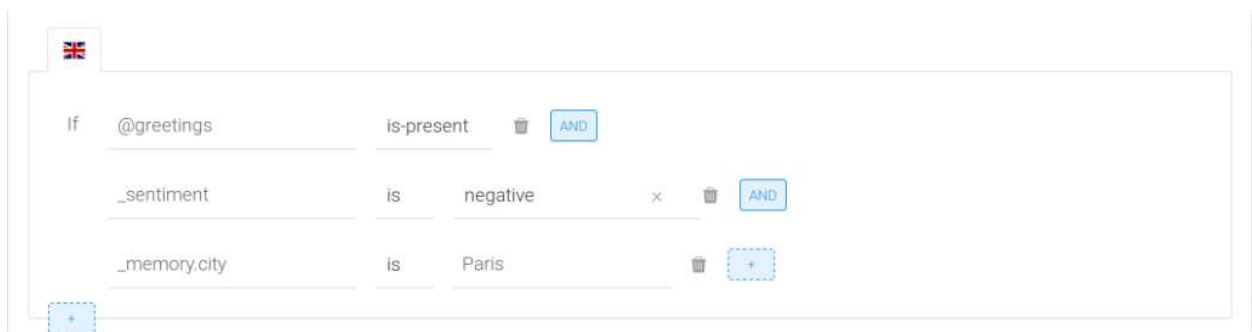 If @greetings is-present AND
_sentiment is negative × AND
_memory.city is Paris +
+